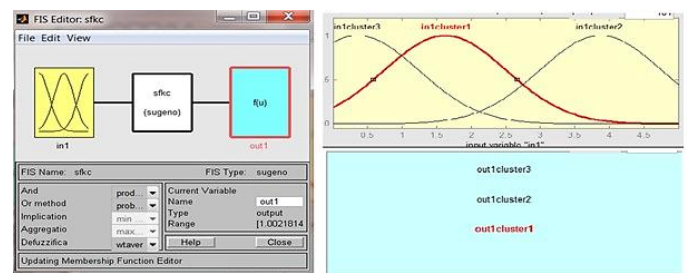 FIS Editor: sfkc
File Edit View
sfkc
(sugeno)
f(u)
in1
out1
FIS Name: sfkc
FIS Type: sugeno
And
prod...
Or method
prob...
Implication
min ...
Aggregatio
max...
Defuzzifica
wtaver
Current Variable
Name
out1
Type
output
Range
[1.0021814
Help
Close
Updating Membership Function Editor
in1cluster3
in1cluster1
in1cluster2
1
.5
0
0.5 1 1.5 2 2.5 3 3.5 4 4.5
input variable "in1"
out1cluster3
out1cluster2
out1cluster1